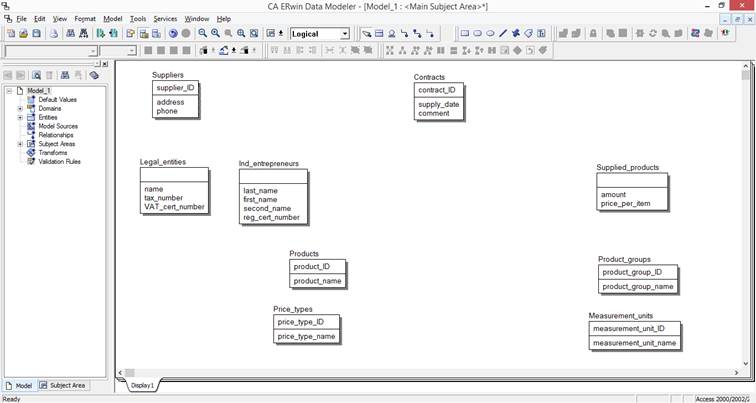 CA ERwin Data Modeler - [Model_1 : <Main Subject Area>*]
File Edit View Format Model Tools Services Window Help
Logical
Model_1
Default Values
Domains
Entities
Model Sources
Relationships
Subject Areas
Transforms
Validation Rules
Suppliers
supplier_ID
address
phone
Contracts
contract_ID
supply_date
comment
Legal_entities
name
tax_number
VAT_cert_number
Ind_entrepreneurs
last_name
first_name
second_name
reg_cert_number
Supplied_products
amount
price_per_item
Products
product_ID
product_name
Product_groups
product_group_ID
product_group_name
Price_types
price_type_ID
price_type_name
Measurement_units
measurement_unit_ID
measurement_unit_name
Model Subject Area
Display1
Ready
Access 2000/2002/2